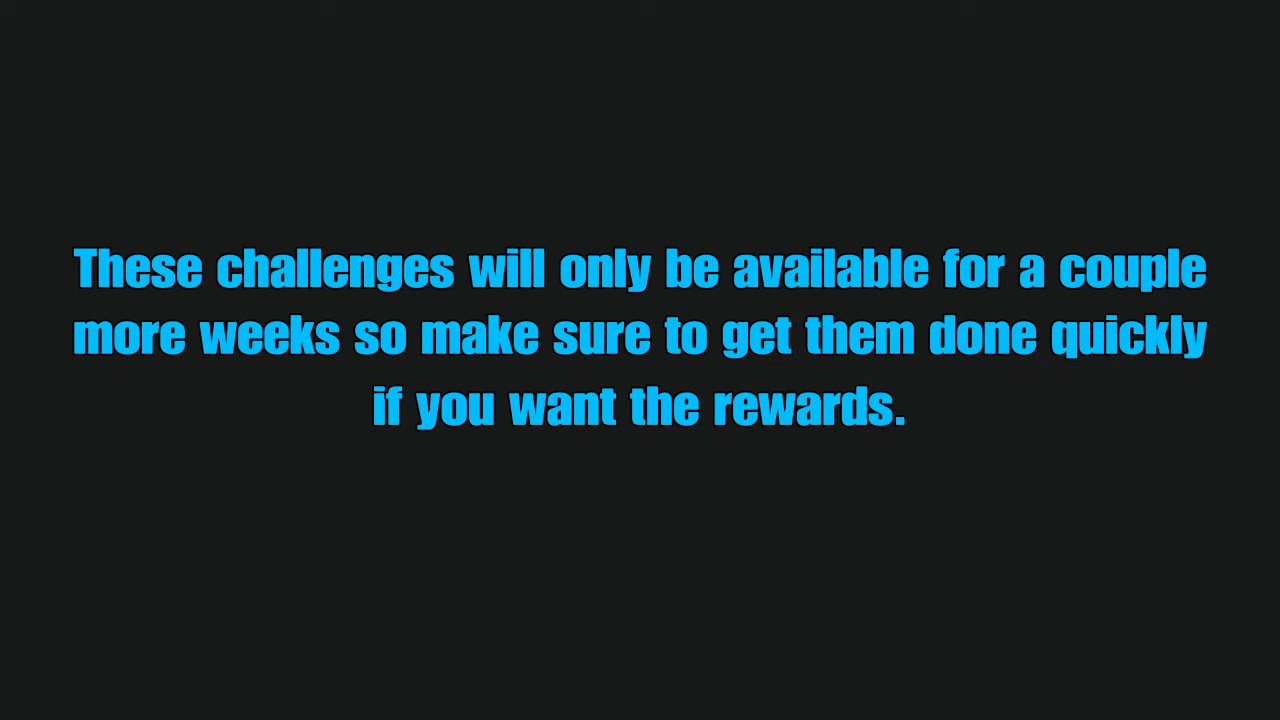 These challenges will only be available for a couple
more weeks so make sure to get them done quickly
if you want the rewards.